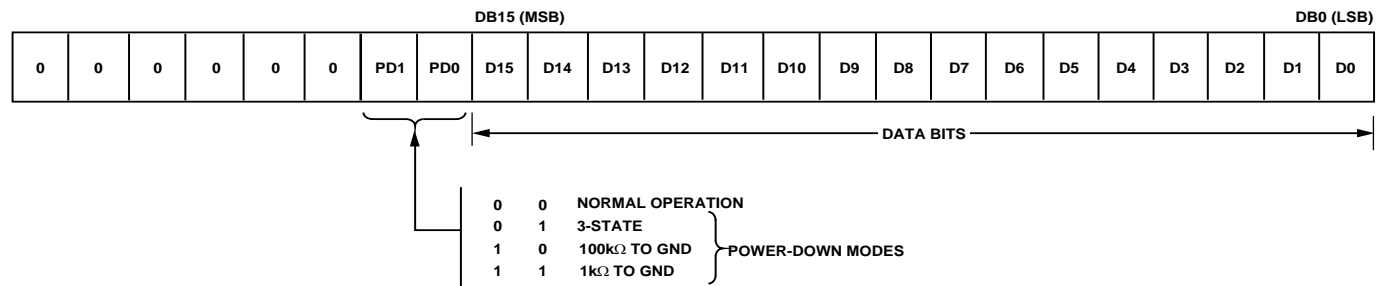 DB15 (MSB) DB0 (LSB)
0 0 0 0 0 0 PD1 PD0 D15 D14 D13 D12 D11 D10 D9 D8 D7 D6 D5 D4 D3 D2 D1 D0
DATA BITS
0 0 NORMAL OPERATION
0 1 3-STATE
1 0 100kΩ TO GND
POWER-DOWN MODES
1 1 1kΩ TO GND